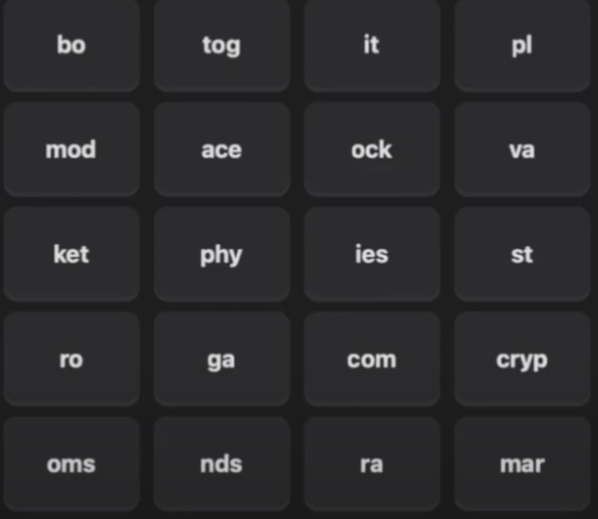 bo tog it pl
mod ace ock va
ket phy ies st
ro ga com cryp
oms nds ra mar